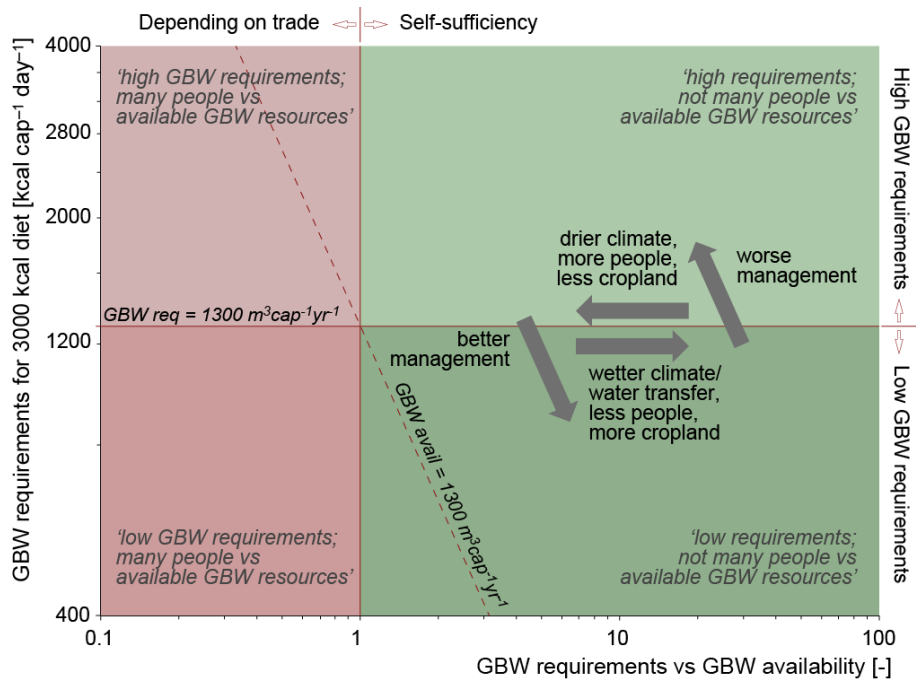 Depending on trade
Self-sufficiency
4000
2800
2000
1200
400
GBW requirements for 3000 kcal diet [kcal cap⁻¹ day⁻¹]
'high GBW requirements;
many people vs
available GBW resources'
'high requirements;
not many people vs
available GBW resources'
High GBW requirements
drier climate,
more people,
less cropland
worse
management
GBW req = 1300 m³cap⁻¹yr⁻¹
better
management
wetter climate/
water transfer,
less people,
more cropland
GBW avail = 1300 m³cap⁻¹yr⁻¹
Low GBW requirements
'low GBW requirements;
many people vs
available GBW resources'
'low requirements;
not many people vs
available GBW resources'
0.1
1
10
100
GBW requirements vs GBW availability [-]